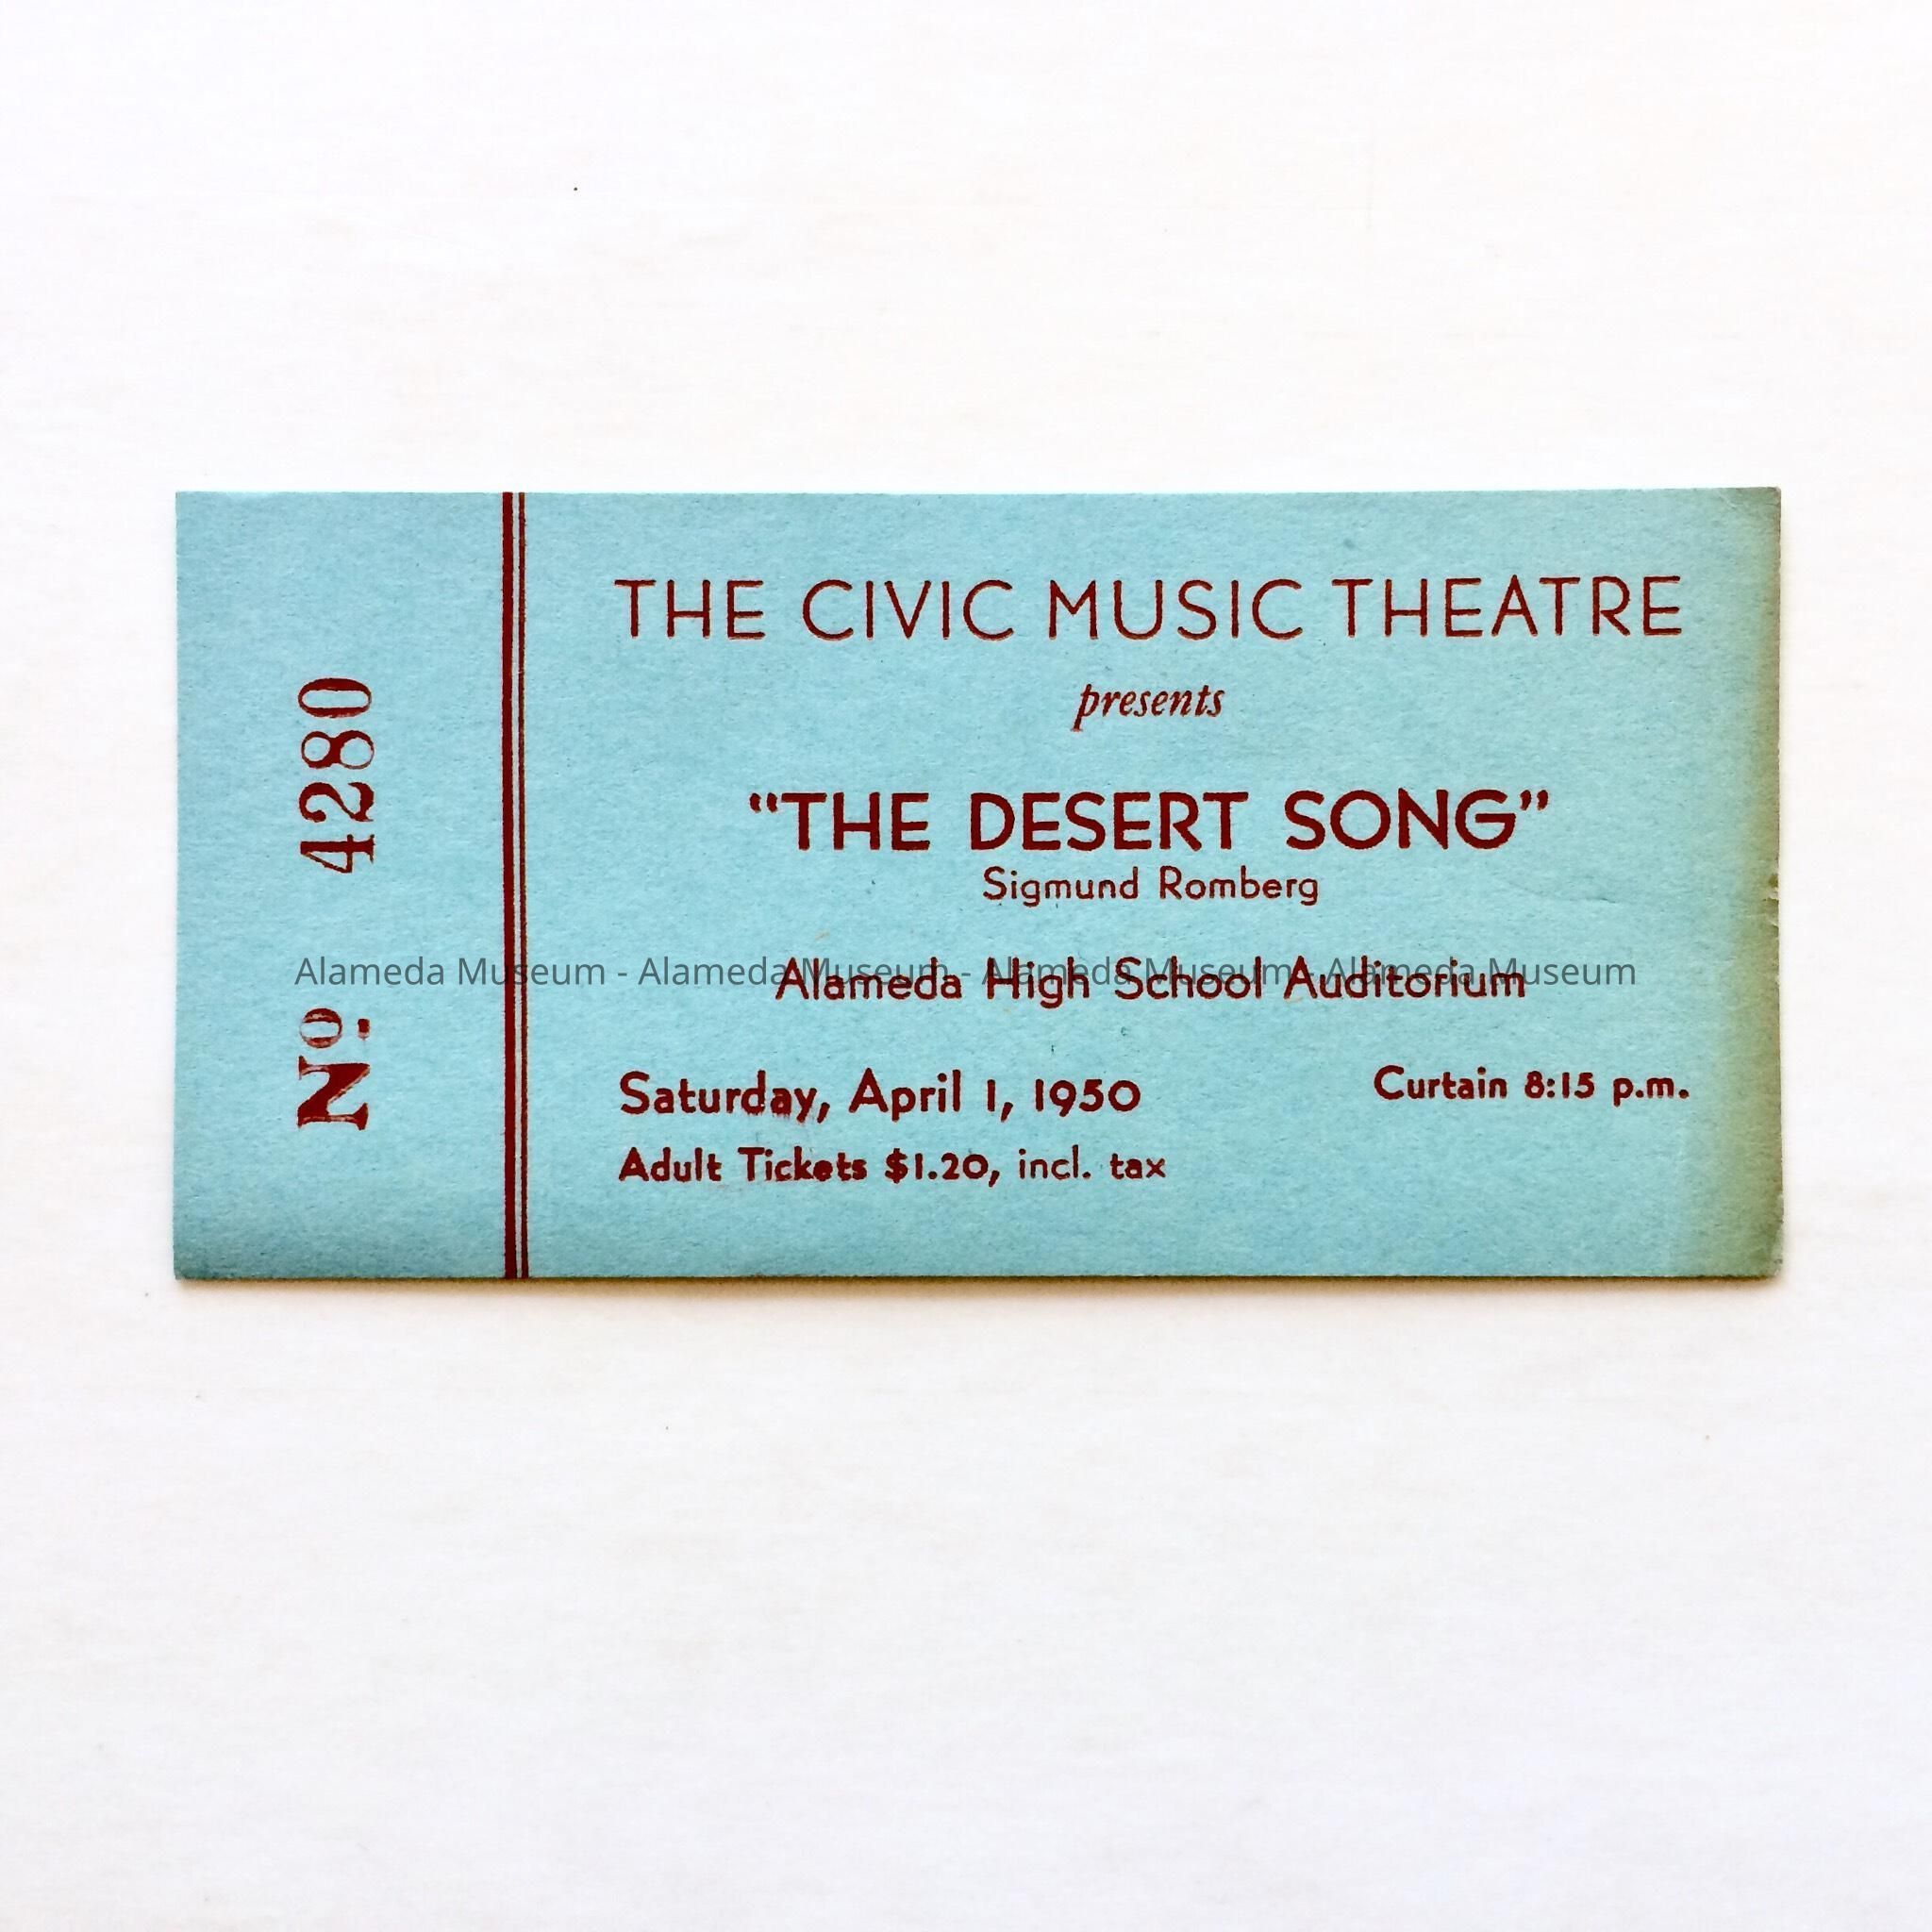 Nº. 4280
THE CIVIC MUSIC THEATRE
presents
“THE DESERT SONG”
Sigmund Romberg
Alameda High School Auditorium
Alameda Museum - Alameda Museum - Alameda Museum - Alameda Museum
Saturday, April 1, 1950
Curtain 8:15 p.m.
Adult Tickets $1.20, incl. tax